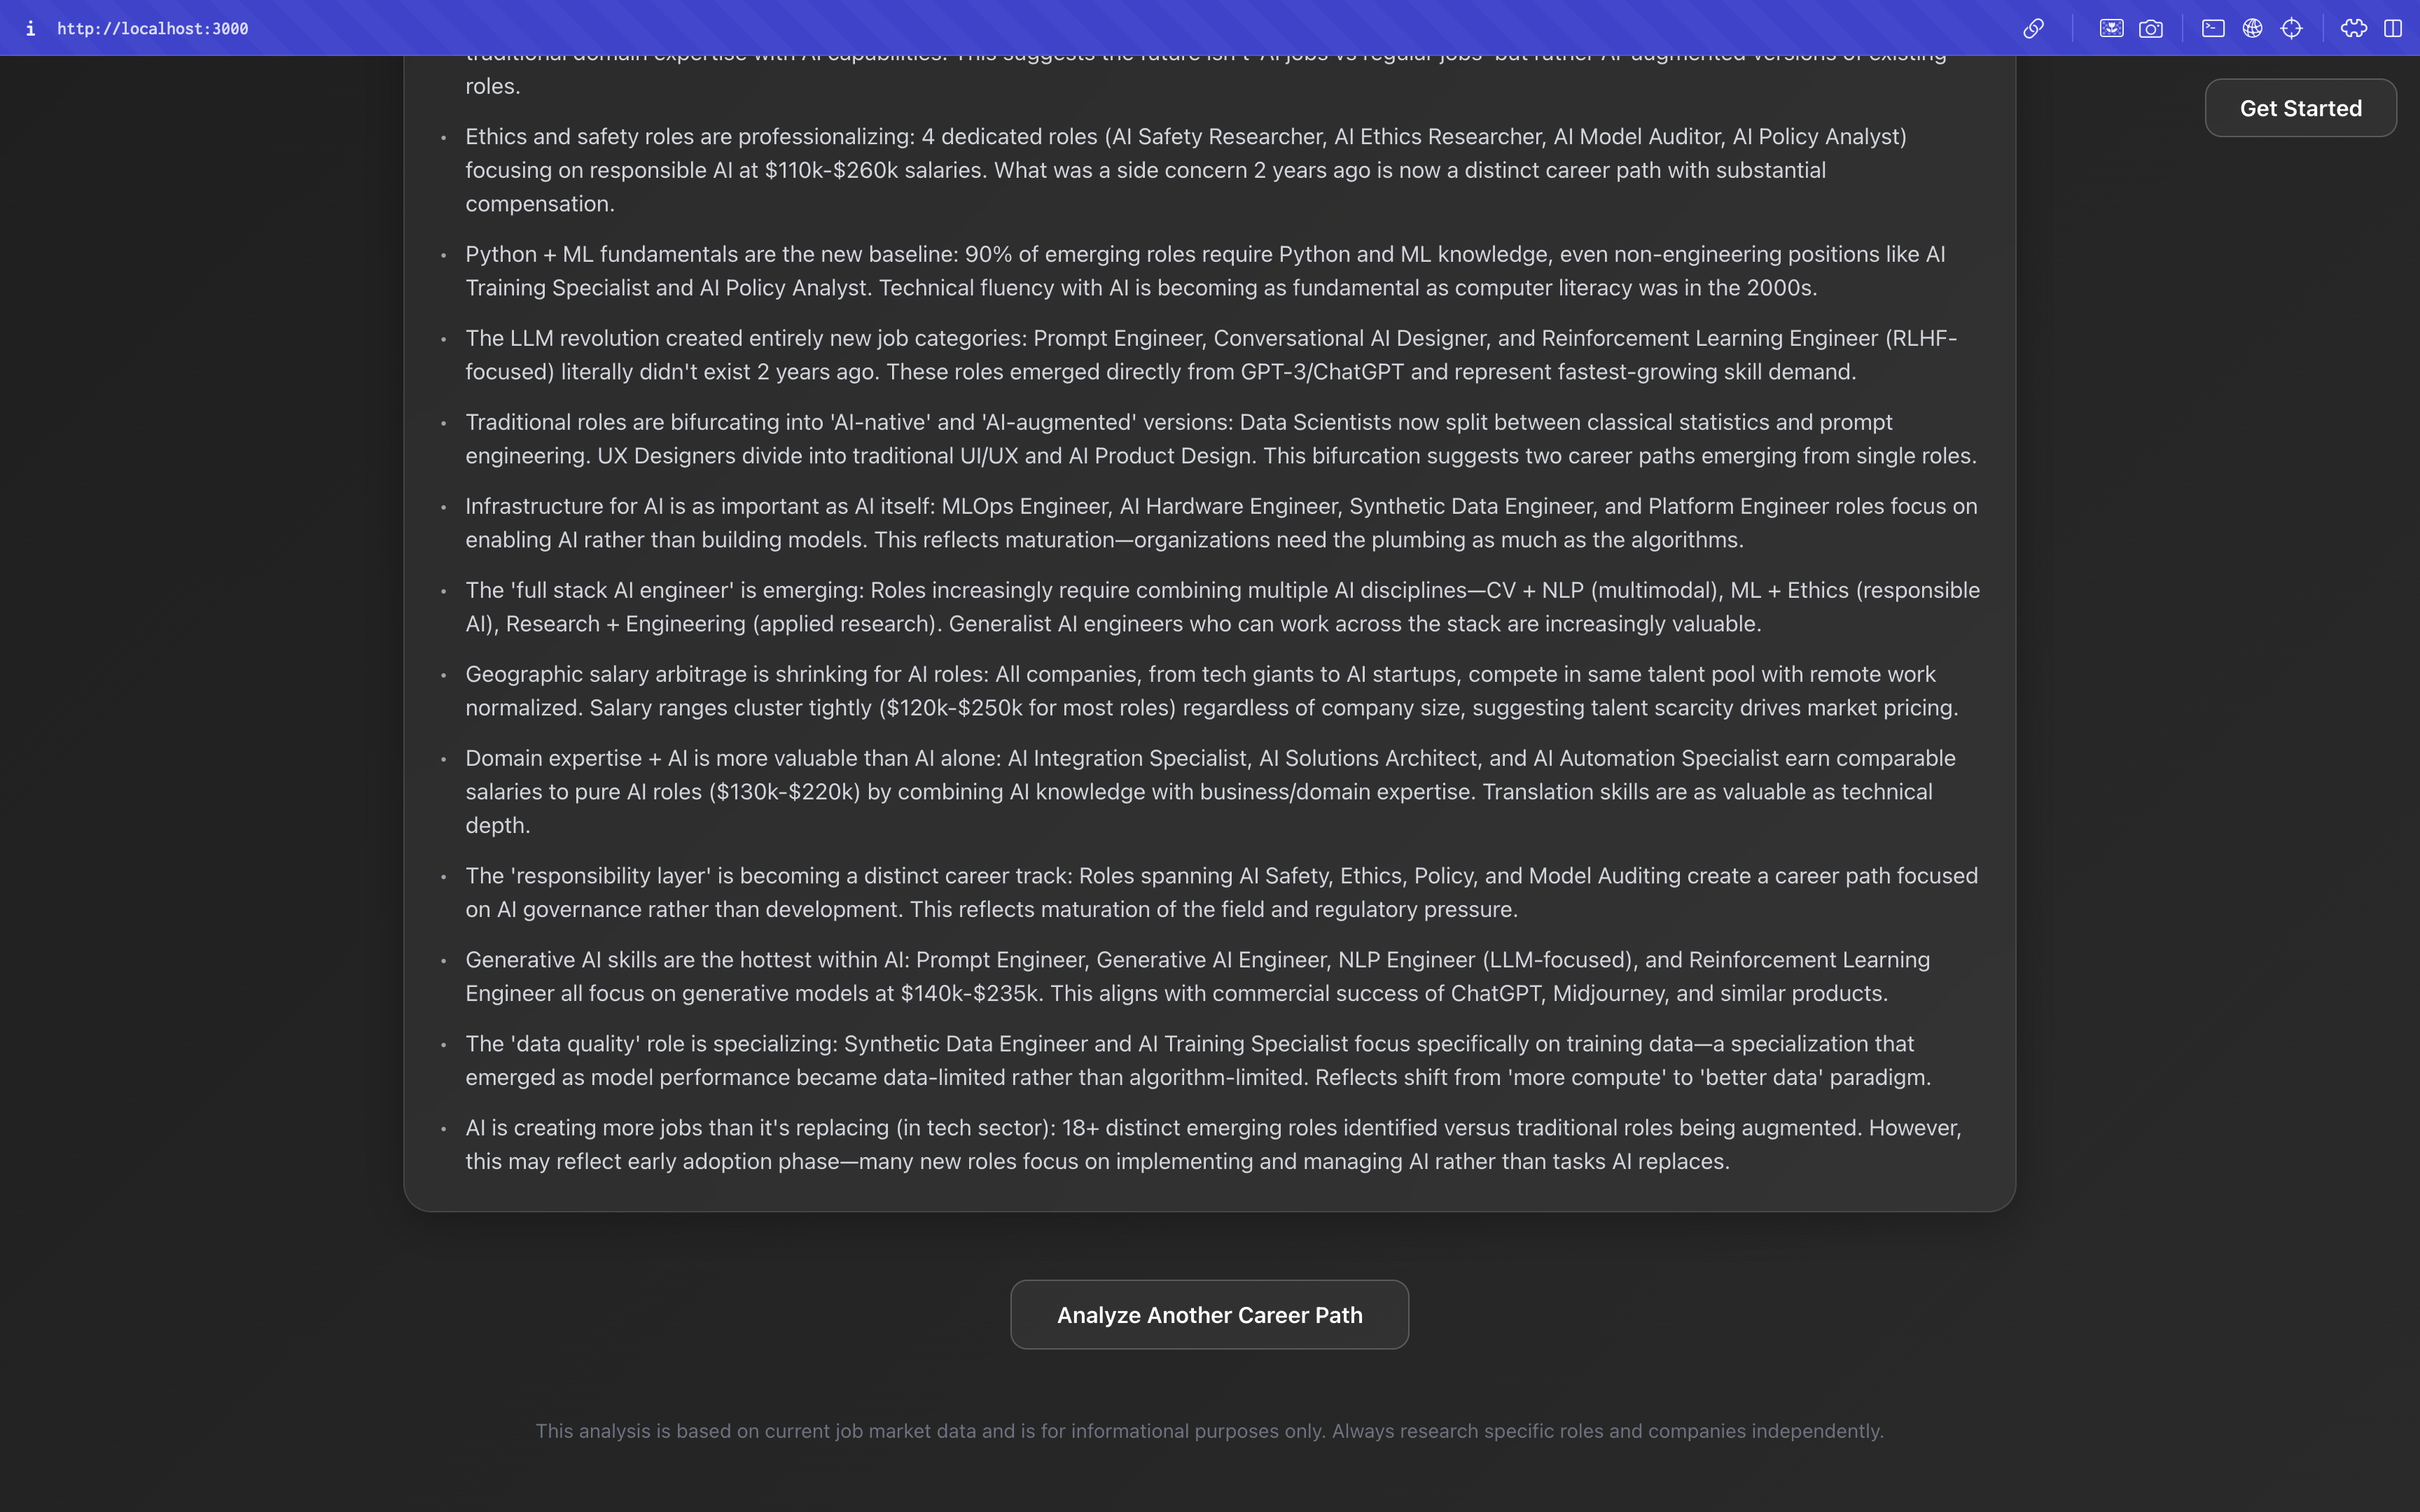 http://localhost:3000
traditional domain expertise with AI capabilities. This suggests the future isn't 'AI jobs vs regular jobs' but rather AI-augmented versions of existing
roles.
Get Started
• Ethics and safety roles are professionalizing: 4 dedicated roles (AI Safety Researcher, AI Ethics Researcher, AI Model Auditor, AI Policy Analyst)
focusing on responsible AI at $110k-$260k salaries. What was a side concern 2 years ago is now a distinct career path with substantial
compensation.
• Python + ML fundamentals are the new baseline: 90% of emerging roles require Python and ML knowledge, even non-engineering positions like AI
Training Specialist and AI Policy Analyst. Technical fluency with AI is becoming as fundamental as computer literacy was in the 2000s.
• The LLM revolution created entirely new job categories: Prompt Engineer, Conversational AI Designer, and Reinforcement Learning Engineer (RLHF-
focused) literally didn't exist 2 years ago. These roles emerged directly from GPT-3/ChatGPT and represent fastest-growing skill demand.
• Traditional roles are bifurcating into 'AI-native' and 'AI-augmented' versions: Data Scientists now split between classical statistics and prompt
engineering. UX Designers divide into traditional UI/UX and AI Product Design. This bifurcation suggests two career paths emerging from single roles.
• Infrastructure for AI is as important as AI itself: MLOps Engineer, AI Hardware Engineer, Synthetic Data Engineer, and Platform Engineer roles focus on
enabling AI rather than building models. This reflects maturation—organizations need the plumbing as much as the algorithms.
• The 'full stack AI engineer' is emerging: Roles increasingly require combining multiple AI disciplines—CV + NLP (multimodal), ML + Ethics (responsible
AI), Research + Engineering (applied research). Generalist AI engineers who can work across the stack are increasingly valuable.
• Geographic salary arbitrage is shrinking for AI roles: All companies, from tech giants to AI startups, compete in same talent pool with remote work
normalized. Salary ranges cluster tightly ($120k-$250k for most roles) regardless of company size, suggesting talent scarcity drives market pricing.
• Domain expertise + AI is more valuable than AI alone: AI Integration Specialist, AI Solutions Architect, and AI Automation Specialist earn comparable
salaries to pure AI roles ($130k-$220k) by combining AI knowledge with business/domain expertise. Translation skills are as valuable as technical
depth.
• The 'responsibility layer' is becoming a distinct career track: Roles spanning AI Safety, Ethics, Policy, and Model Auditing create a career path focused
on AI governance rather than development. This reflects maturation of the field and regulatory pressure.
• Generative AI skills are the hottest within AI: Prompt Engineer, Generative AI Engineer, NLP Engineer (LLM-focused), and Reinforcement Learning
Engineer all focus on generative models at $140k-$235k. This aligns with commercial success of ChatGPT, Midjourney, and similar products.
• The 'data quality' role is specializing: Synthetic Data Engineer and AI Training Specialist focus specifically on training data—a specialization that
emerged as model performance became data-limited rather than algorithm-limited. Reflects shift from 'more compute' to 'better data' paradigm.
• AI is creating more jobs than it's replacing (in tech sector): 18+ distinct emerging roles identified versus traditional roles being augmented. However,
this may reflect early adoption phase—many new roles focus on implementing and managing AI rather than tasks AI replaces.
Analyze Another Career Path
This analysis is based on current job market data and is for informational purposes only. Always research specific roles and companies independently.